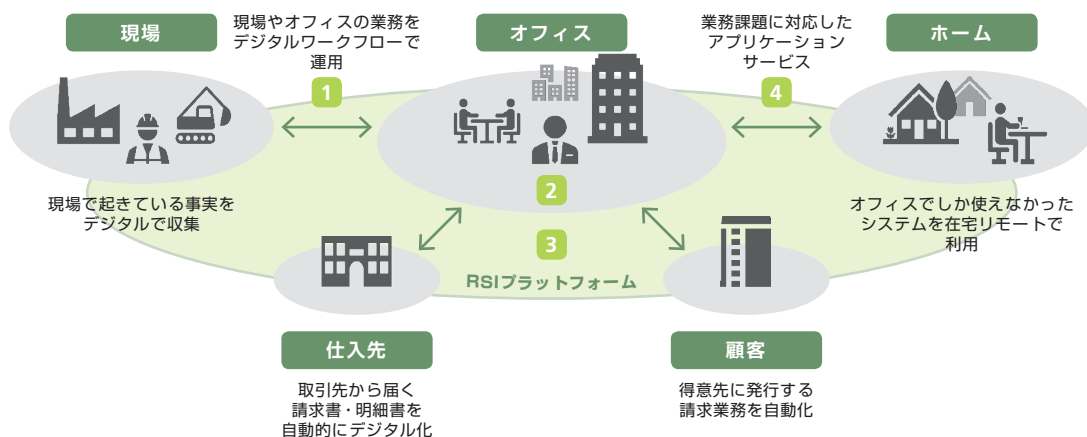 現場
現場やオフィスの業務を
デジタルワークフローで
運用
1
オフィス
業務課題に対応した
アプリケーション
サービス
4
ホーム
現場で起きている事実を
デジタルで収集
2
オフィスでしか使えなかった
システムを在宅リモートで
利用
3
RSIプラットフォーム
仕入先
取引先から届く
請求書・明細書を
自動的にデジタル化
顧客
得意先に発行する
請求業務を自動化